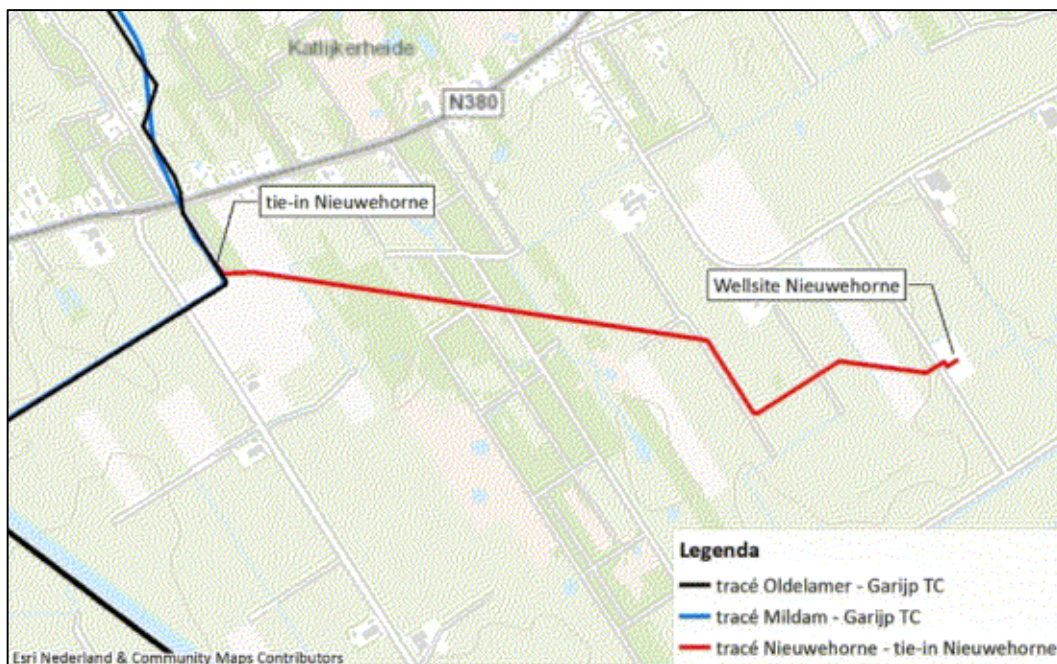 Katlijkerheide
N380
tie-in Nieuwehorne
Wellsite Nieuwehorne
Legenda
tracé Oldelamer - Garijp TC
tracé Mildam - Garijp TC
tracé Nieuwehorne - tie-in Nieuwehorne
Esri Nederland & Community Maps Contributors